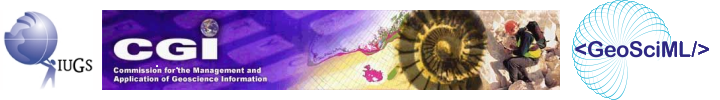 IUGS
CGI
Commission for the Management and
Application of Geoscience Information
<GeoSciML/>